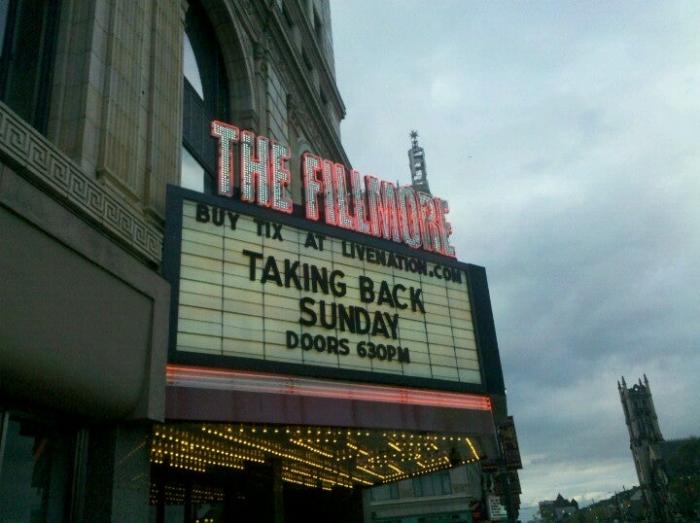 THE FILLMORE
BUY TIX AT LIVENATION.COM
TAKING BACK
SUNDAY
DOORS 630PM